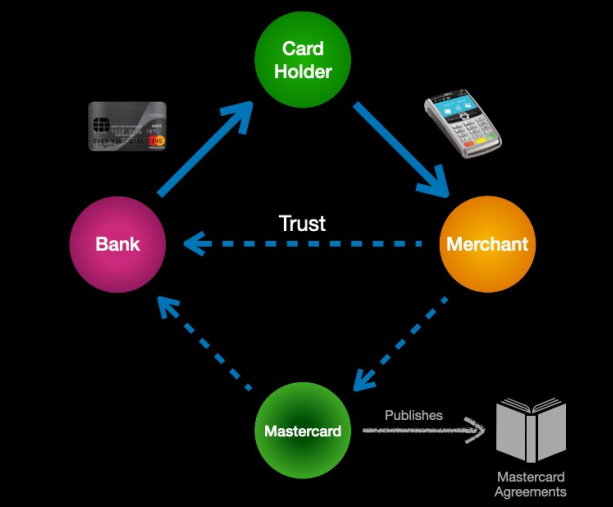 Card
Holder
Trust
Bank
Merchant
Mastercard
Publishes
Mastercard
Agreements